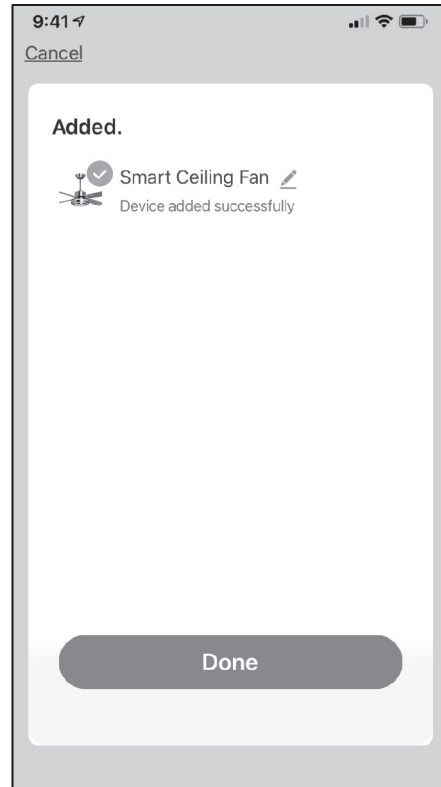 9:41
Cancel
Added.
Smart Ceiling Fan
Device added successfully
Done